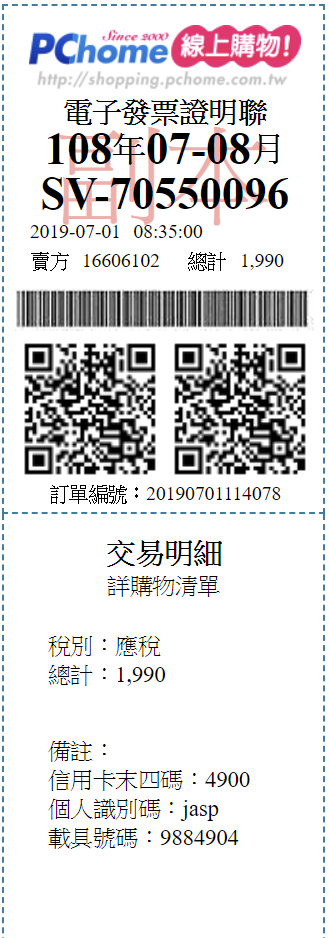 Since 2000
PChome 線上購物!
http://shopping.pchome.com.tw
電子發票證明聯
副本
108年07-08月
SV-70550096
2019-07-01 08:35:00
賣方 16606102 總計 1,990
訂單編號：20190701114078
交易明細
詳購物清單
稅別：應稅
總計：1,990
備註：
信用卡末四碼：4900
個人識別碼：jasp
載具號碼：9884904